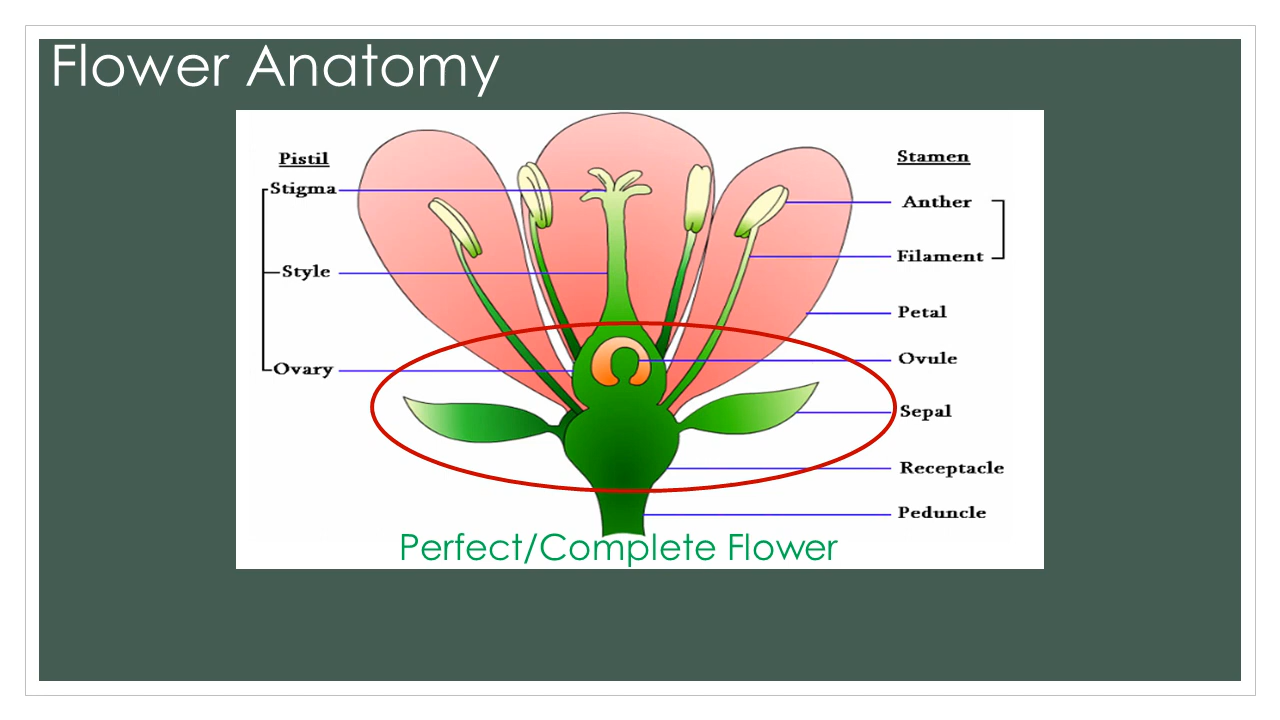 Flower Anatomy
Pistil
Stigma
Style
Ovary
Stamen
Anther
Filament
Petal
Ovule
Sepal
Receptacle
Peduncle
Perfect/Complete Flower